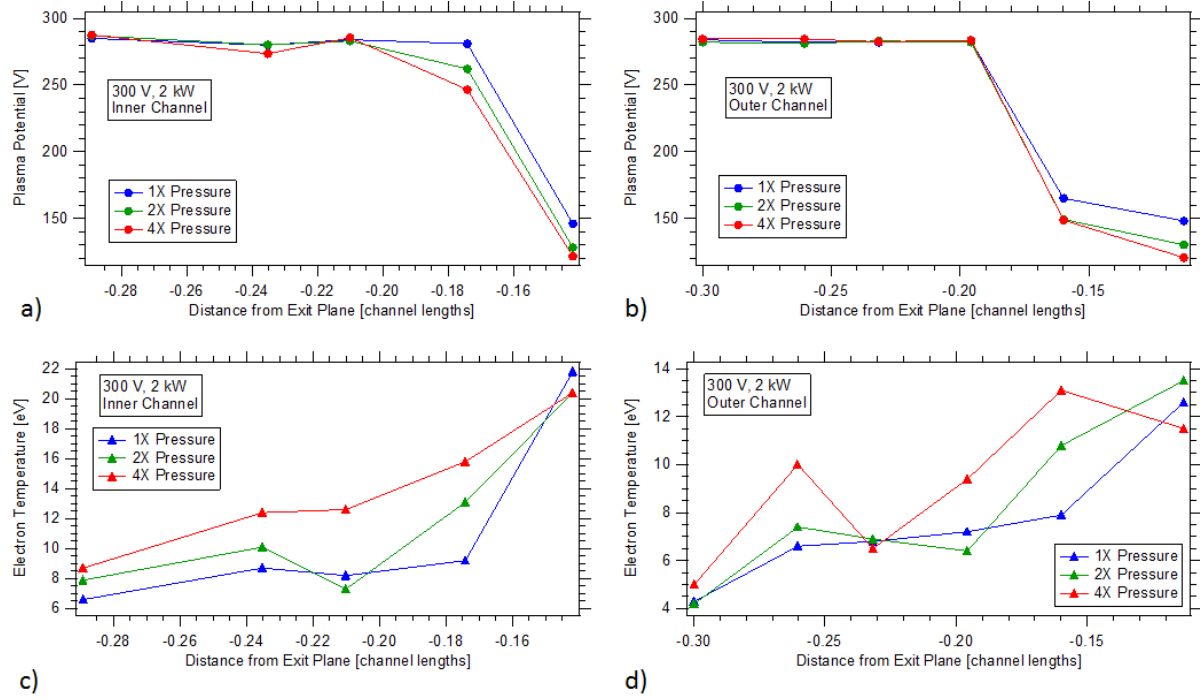 300
250
200
150
Plasma Potential [V]
300 V, 2 kW
Inner Channel
1X Pressure
2X Pressure
4X Pressure
-0.28
-0.26
-0.24
-0.22
-0.20
-0.18
-0.16
Distance from Exit Plane [channel lengths]
a)
300
250
200
150
Plasma Potential [V]
300 V, 2 kW
Outer Channel
1X Pressure
2X Pressure
4X Pressure
-0.30
-0.25
-0.20
-0.15
Distance from Exit Plane [channel lengths]
b)
22
20
18
16
14
12
10
8
6
Electron Temperature [eV]
300 V, 2 kW
Inner Channel
1X Pressure
2X Pressure
4X Pressure
-0.28
-0.26
-0.24
-0.22
-0.20
-0.18
-0.16
Distance from Exit Plane [channel lengths]
c)
14
12
10
8
6
4
Electron Temperature [eV]
300 V, 2 kW
Outer Channel
1X Pressure
2X Pressure
4X Pressure
-0.30
-0.25
-0.20
-0.15
Distance from Exit Plane [channel lengths]
d)